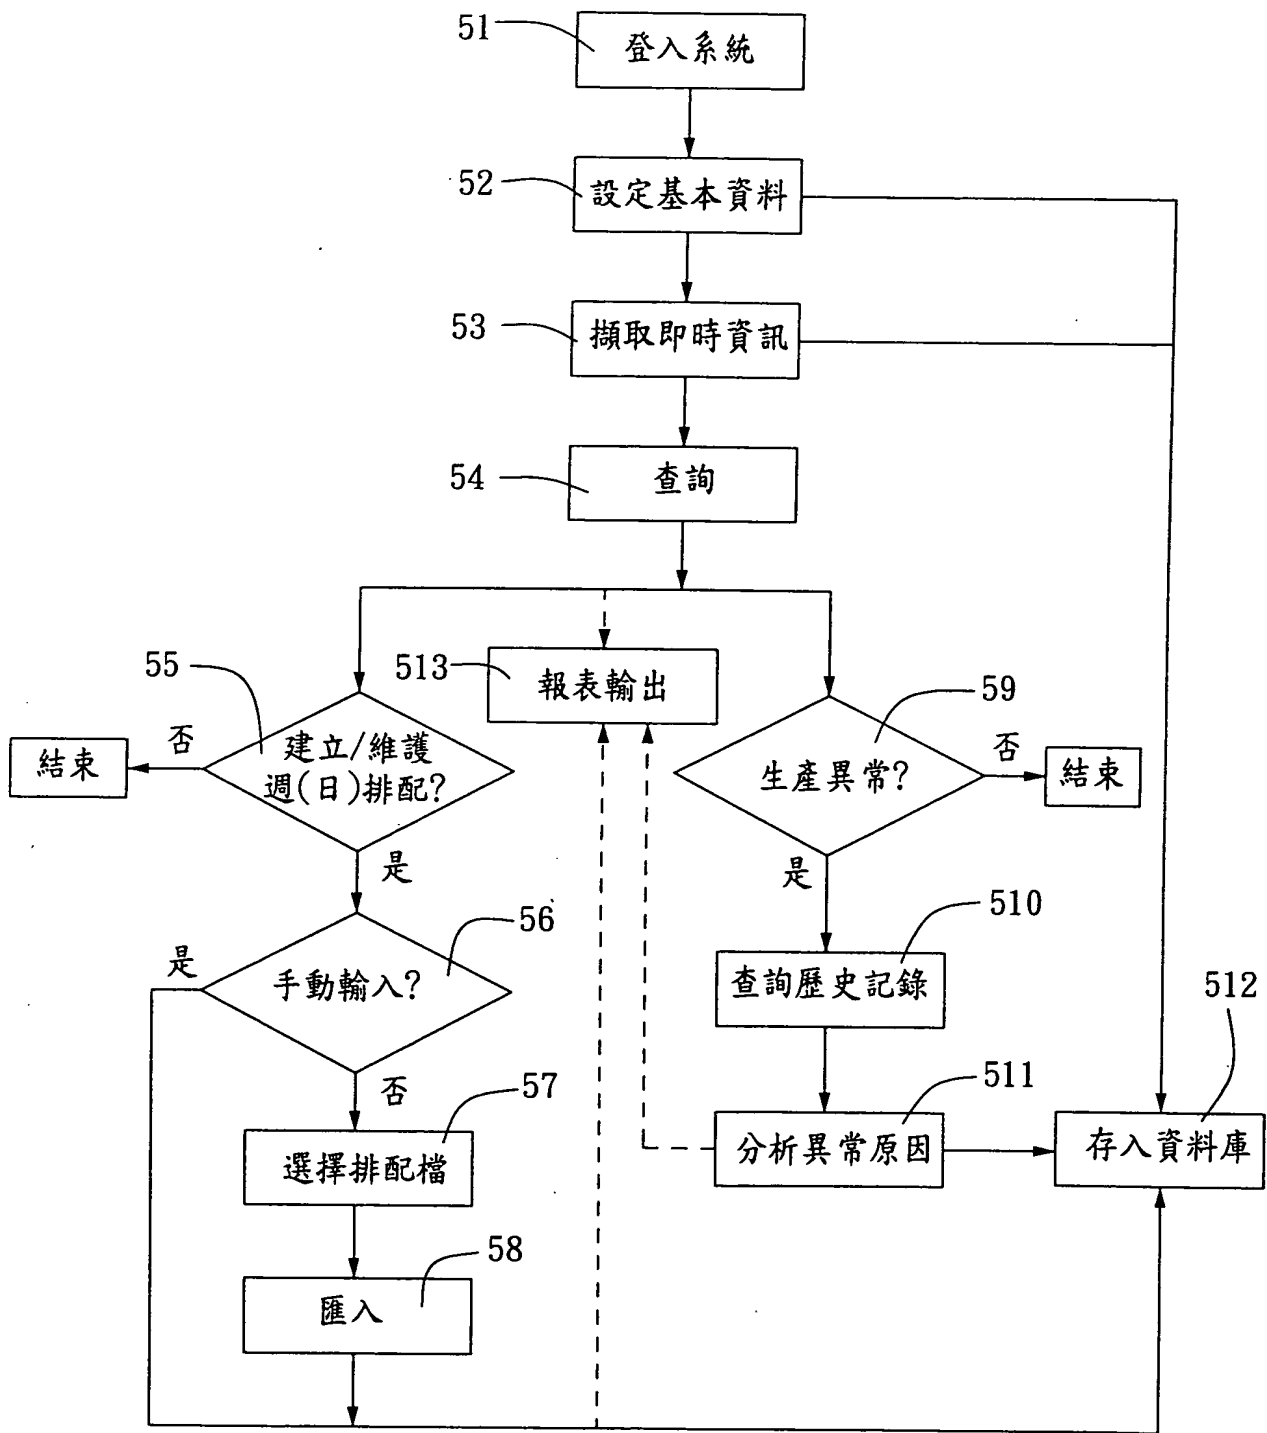 51
登入系統
52
設定基本資料
53
擷取即時資訊
54
查詢
55
513
報表輸出
59
否
結束
建立/維護
週(日)排配?
生產異常?
否
結束
是
是
56
510
是
手動輸入?
查詢歷史記錄
512
否
57
511
選擇排配檔
分析異常原因
存入資料庫
58
匯入